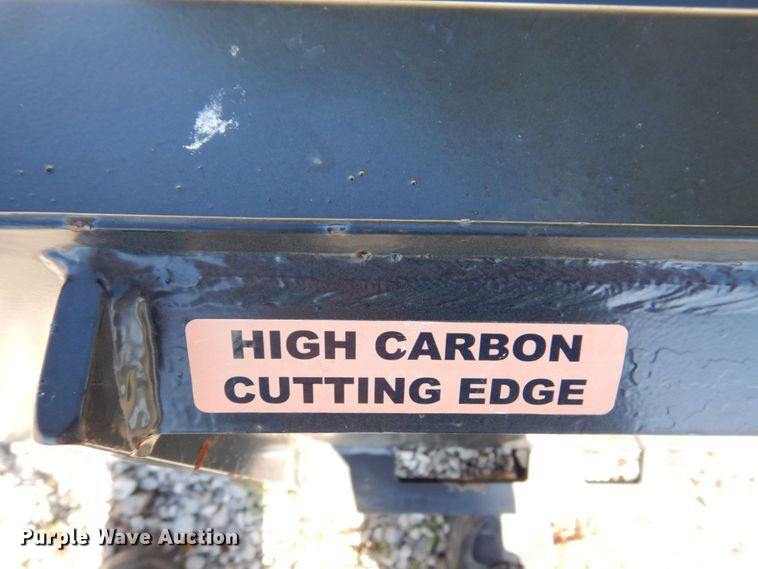 HIGH CARBON
CUTTING EDGE
Purple Wave Auction